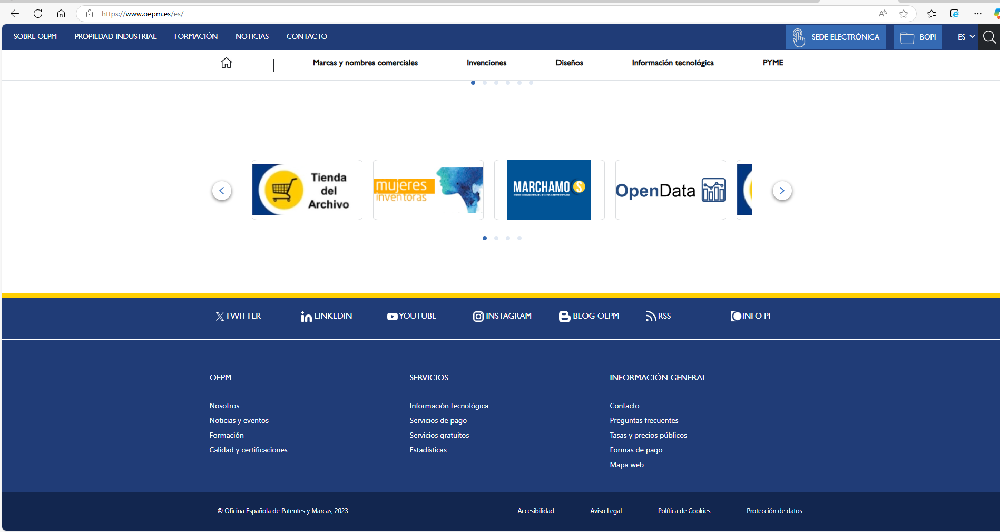 https://www.oepm.es/es/
SOBRE OEPM PROPIEDAD INDUSTRIAL FORMACIÓN NOTICIAS CONTACTO SEDE ELECTRÓNICA BOPI ES
Marcas y nombres comerciales Invenciones Diseños Información tecnológica PYME
Tienda
del
Archivo
mujeres
inventoras
MARCHAMOS
OpenData
TWITTER LINKEDIN YOUTUBE INSTAGRAM BLOG OEPM RSS INFO PI
OEPM SERVICIOS INFORMACIÓN GENERAL
Nosotros Información tecnológica Contacto
Noticias y eventos Servicios de pago Preguntas frecuentes
Formación Servicios gratuitos Tasas y precios públicos
Calidad y certificaciones Estadísticas Formas de pago
Mapa web
© Oficina Española de Patentes y Marcas, 2023 Accesibilidad Aviso Legal Política de Cookies Protección de datos